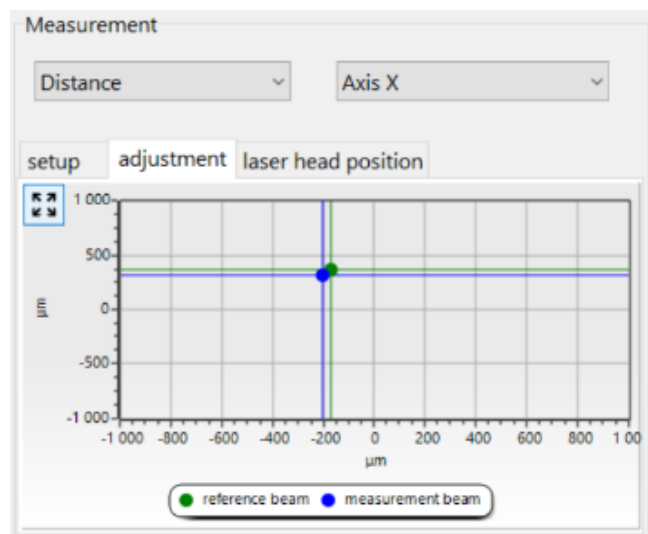 Measurement
Distance
Axis X
setup adjustment laser head position
1 000
500
0
-500
-1 000
µm
-1 000 -800 -600 -400 -200 0 200 400 600 800 1 00
µm
reference beam measurement beam